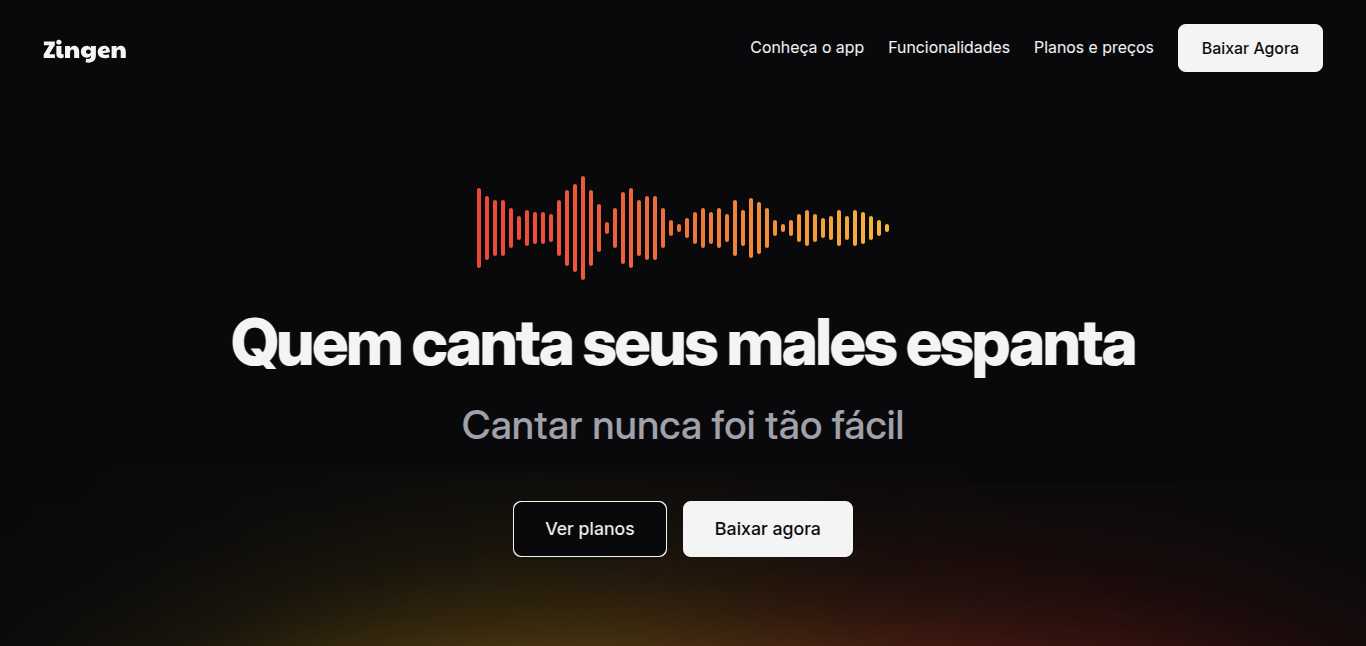 Zingen
Conheça o app
Funcionalidades
Planos e preços
Baixar Agora
Quem canta seus males espanta
Cantar nunca foi tão fácil
Ver planos
Baixar agora